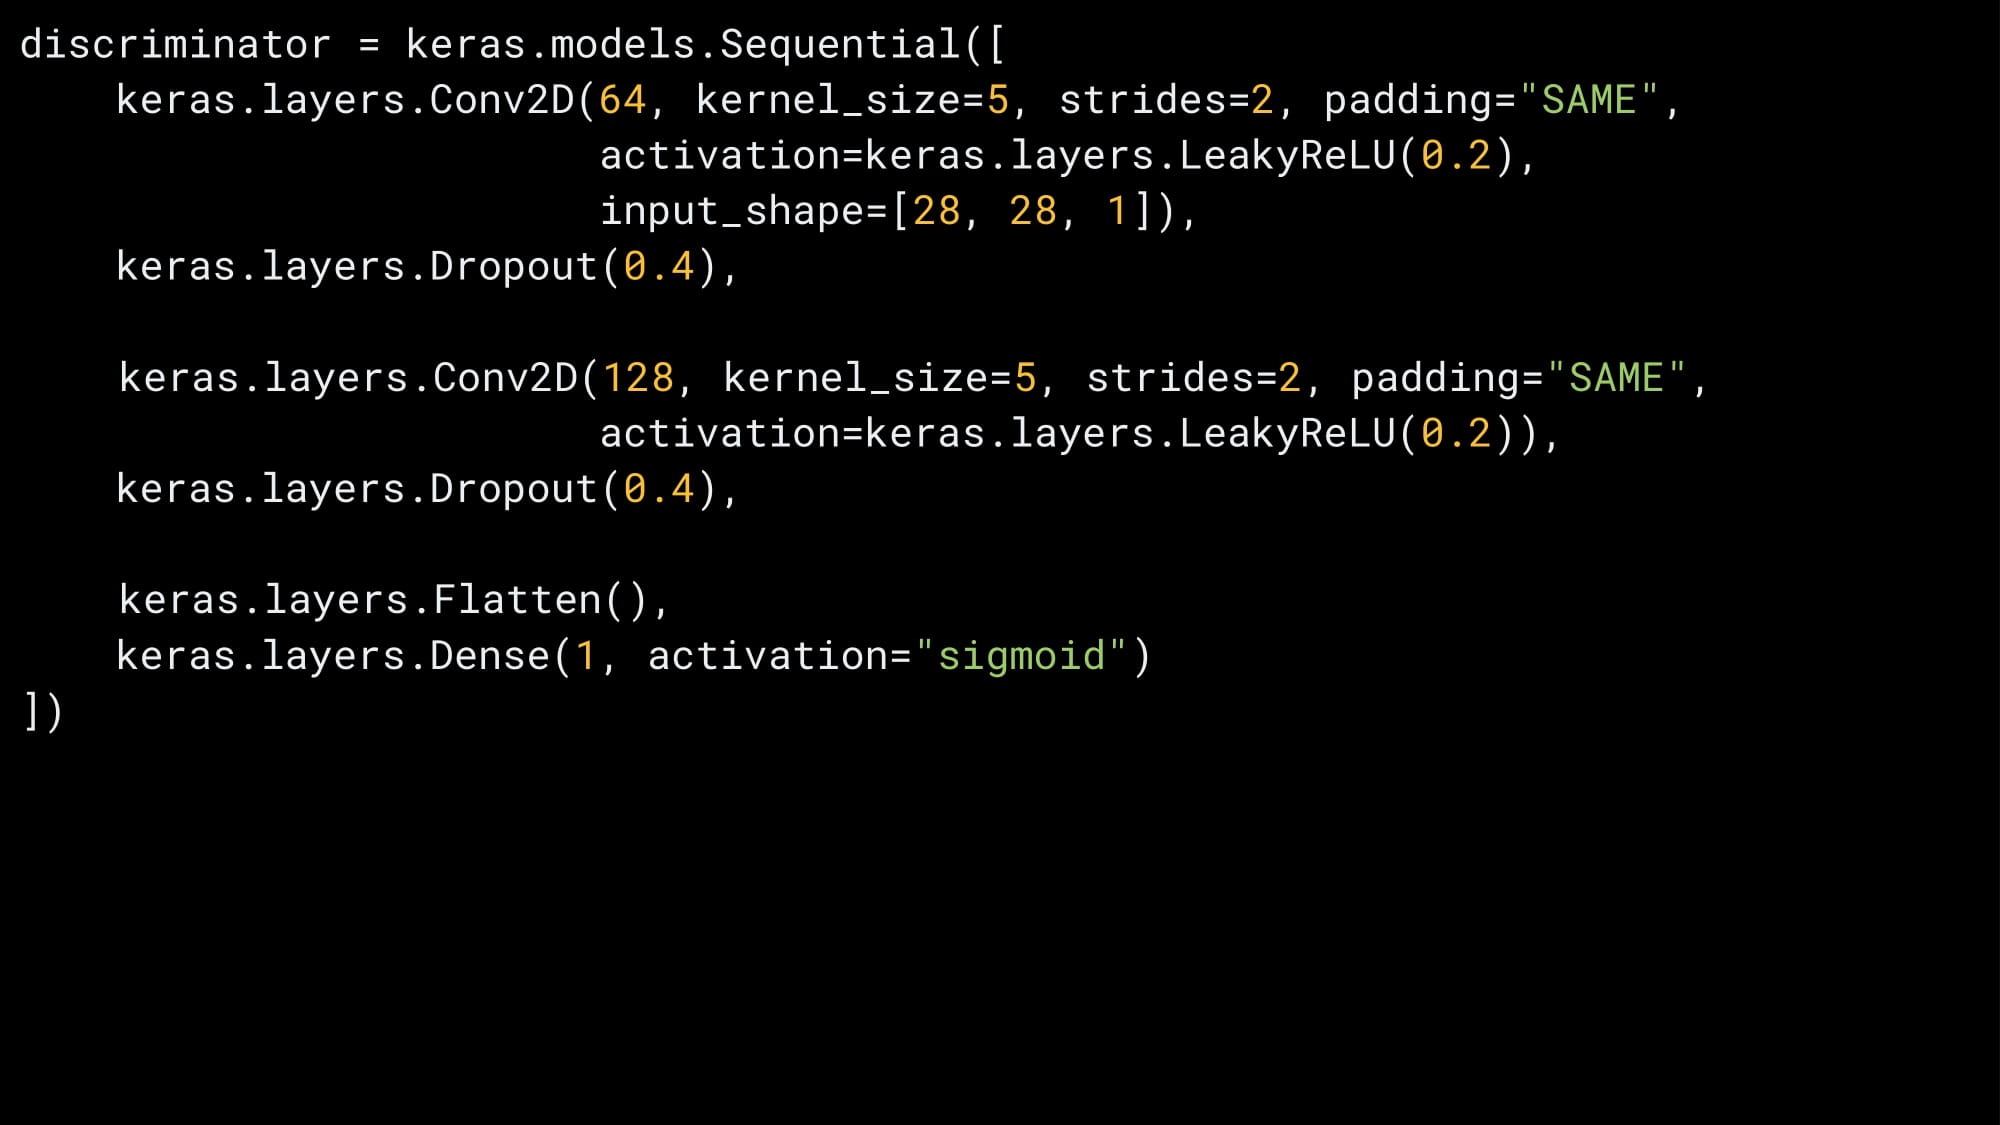 discriminator = keras.models.Sequential([
    keras.layers.Conv2D(64, kernel_size=5, strides=2, padding="SAME",
                        activation=keras.layers.LeakyReLU(0.2),
                        input_shape=[28, 28, 1]),
    keras.layers.Dropout(0.4),
    keras.layers.Conv2D(128, kernel_size=5, strides=2, padding="SAME",
                        activation=keras.layers.LeakyReLU(0.2)),
    keras.layers.Dropout(0.4),
    keras.layers.Flatten(),
    keras.layers.Dense(1, activation="sigmoid")
])